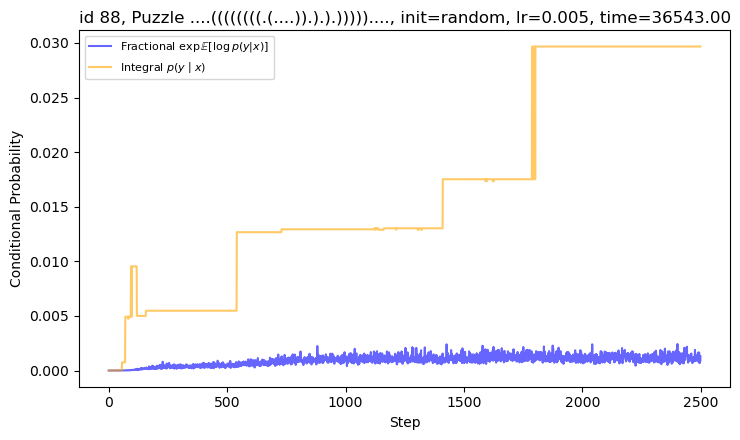 id 88, Puzzle ....((((((((.(....)).).).)))))...., init=random, lr=0.005, time=36543.00
Fractional exp𝔼[log p(y|x)]
Integral p(y | x)
Conditional Probability
0.030
0.025
0.020
0.015
0.010
0.005
0.000
0 500 1000 1500 2000 2500
Step